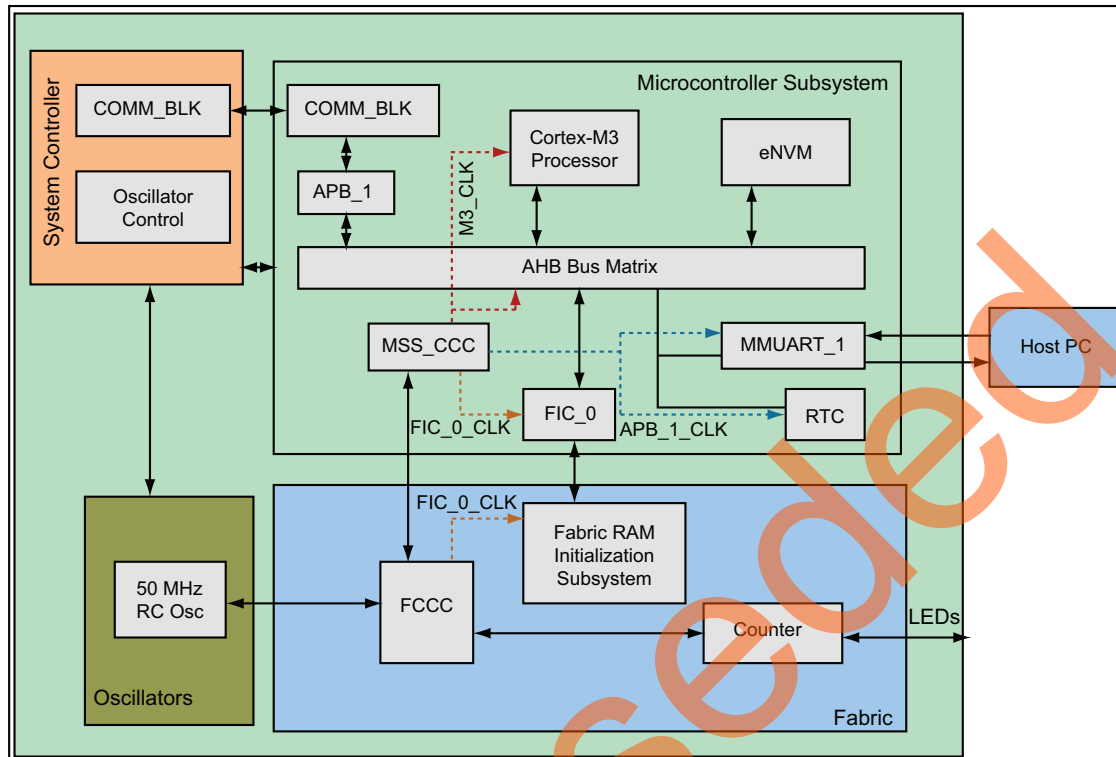 System Controller
COMM_BLK
Oscillator
Control
Microcontroller Subsystem
COMM_BLK
APB_1
M3_CLK
Cortex-M3
Processor
eNVM
AHB Bus Matrix
MSS_CCC
MMUART_1
Host PC
FIC_0_CLK
FIC_0
APB_1_CLK
RTC
50 MHz
RC Osc
Oscillators
FIC_0_CLK
Fabric RAM
Initialization
Subsystem
FCCC
Counter
LEDs
Fabric
seded